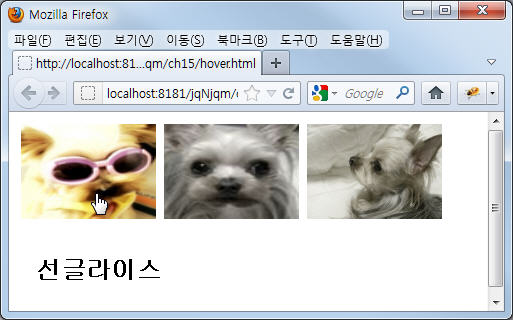 Mozilla Firefox
파일(F) 편집(E) 보기(V) 이동(S) 북마크(B) 도구(T) 도움말(H)
http://localhost:81...qm/ch15/hover.html
localhost:8181/jqNjqm/
Google
선글라이스